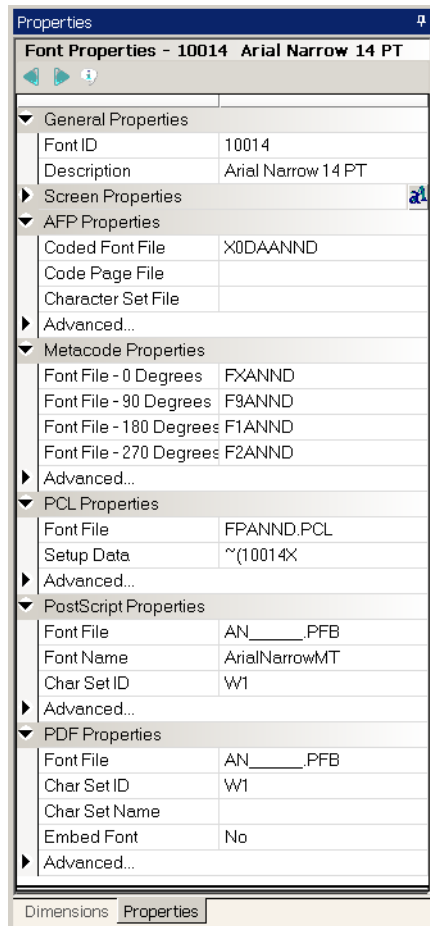 Properties
Font Properties - 10014 Arial Narrow 14 PT
General Properties
Font ID 10014
Description Arial Narrow 14 PT
Screen Properties
AFP Properties
Coded Font File X0DAANND
Code Page File
Character Set File
Advanced...
Metacode Properties
Font File - 0 Degrees FXANND
Font File - 90 Degrees F9ANND
Font File - 180 Degrees F1ANND
Font File - 270 Degrees F2ANND
Advanced...
PCL Properties
Font File FPANND.PCL
Setup Data ~(10014X
Advanced...
PostScript Properties
Font File AN______.PFB
Font Name ArialNarrowMT
Char Set ID W1
Advanced...
PDF Properties
Font File AN______.PFB
Char Set ID W1
Char Set Name
Embed Font No
Advanced...
Dimensions Properties